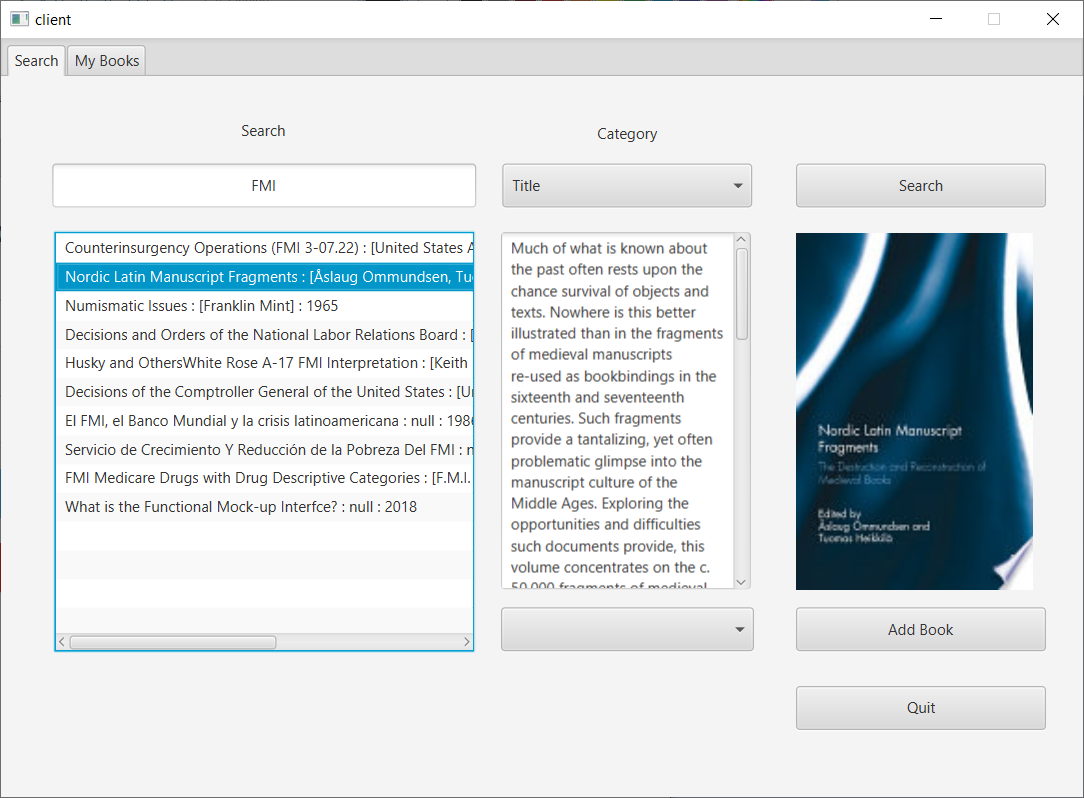 client
Search
My Books
Search
Category
FMI
Title
Search
Counterinsurgency Operations (FMI 3-07.22) : [United States A
Nordic Latin Manuscript Fragments : [Åslaug Ommundsen, Tuo
Numismatic Issues : [Franklin Mint] : 1965
Decisions and Orders of the National Labor Relations Board : [
Husky and OthersWhite Rose A-17 FMI Interpretation : [Keith
Decisions of the Comptroller General of the United States : [Un
El FMI, el Banco Mundial y la crisis latinoamericana : null : 1986
Servicio de Crecimiento Y Reducción de la Pobreza Del FMI : n
FMI Medicare Drugs with Drug Descriptive Categories : [F.M.I.
What is the Functional Mock-up Interfce? : null : 2018
Much of what is known about
the past often rests upon the
chance survival of objects and
texts. Nowhere is this better
illustrated than in the fragments
of medieval manuscripts
re-used as bookbindings in the
sixteenth and seventeenth
centuries. Such fragments
provide a tantalizing, yet often
problematic glimpse into the
manuscript culture of the
Middle Ages. Exploring the
opportunities and difficulties
such documents provide, this
volume concentrates on the c.
50,000 fragments of medieval
Nordic Latin Manuscript
Fragments
The Destruction and Reconstruction of
Medieval Books
Edited by
Åslaug Ommundsen and
Tuomas Heikkilä
Add Book
Quit